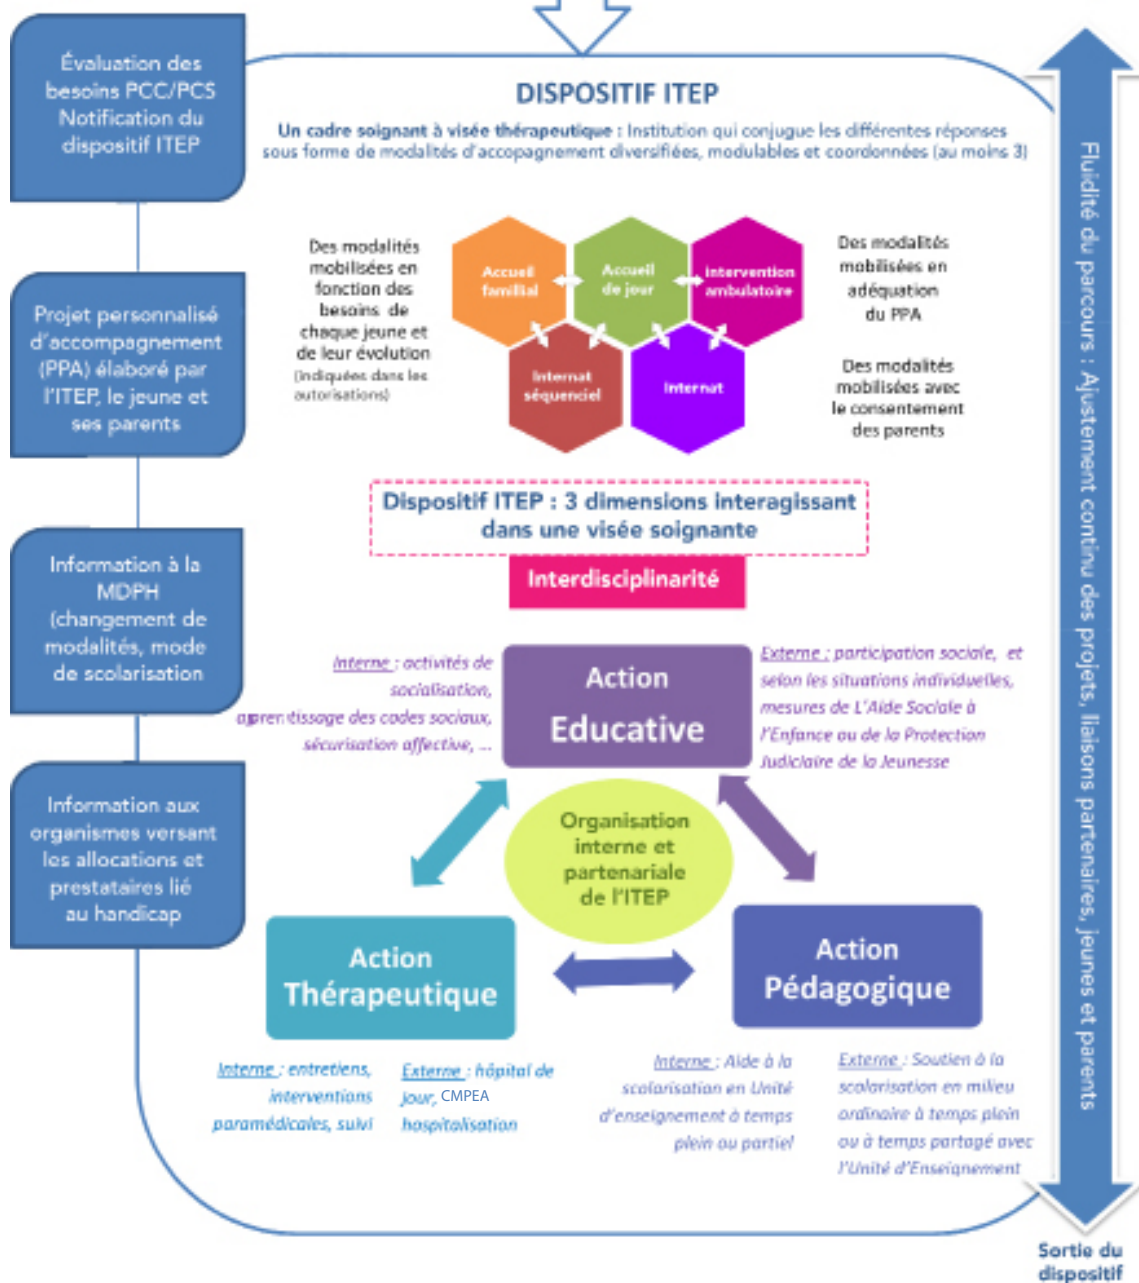 Évaluation des
besoins PCC/PCS
Notification du
dispositif ITEP
Projet personnalisé
d'accompagnement
(PPA) élaboré par
l'ITEP, le jeune et
ses parents
Information à la
MDPH
(changement de
modalités, mode
de scolarisation
Information aux
organismes versant
les allocations et
prestataires lié
au handicap
DISPOSITIF ITEP
Un cadre soignant à visée thérapeutique : Institution qui conjugue les différentes réponses
sous forme de modalités d'accopagnement diversifiées, modulables et coordonnées (au moins 3)
Des modalités
mobilisées en
fonction des
besoins de
chaque jeune et
de leur évolution
(indiquées dans les
autorisations)
Accueil
familial
Accueil
de jour
intervention
ambulatoire
Internat
séquenciel
Internat
Des modalités
mobilisées en
adéquation
du PPA
Des modalités
mobilisées avec
le consentement
des parents
Dispositif ITEP : 3 dimensions interagissant
dans une visée soignante
Interdisciplinarité
Interne : activités de
socialisation,
apprentissage des codes sociaux,
sécurisation affective, ...
Action
Educative
Externe : participation sociale, et
selon les situations individuelles,
mesures de L'Aide Sociale à
l'Enfance ou de la Protection
Judiciaire de la Jeunesse
Organisation
interne et
partenariale
de l'ITEP
Action
Thérapeutique
Action
Pédagogique
Interne : entretiens,
interventions
paramédicales, suivi
Externe : hôpital de
jour, CMPEA
hospitalisation
Interne : Aide à la
scolarisation en Unité
d'enseignement à temps
plein ou partiel
Externe : Soutien à la
scolarisation en milieu
ordinaire à temps plein
ou à temps partagé avec
l'Unité d'Enseignement
Fluidité du parcours : Ajustement continu des projets, liaisons partenaires, jeunes et parents
Sortie du
dispositif